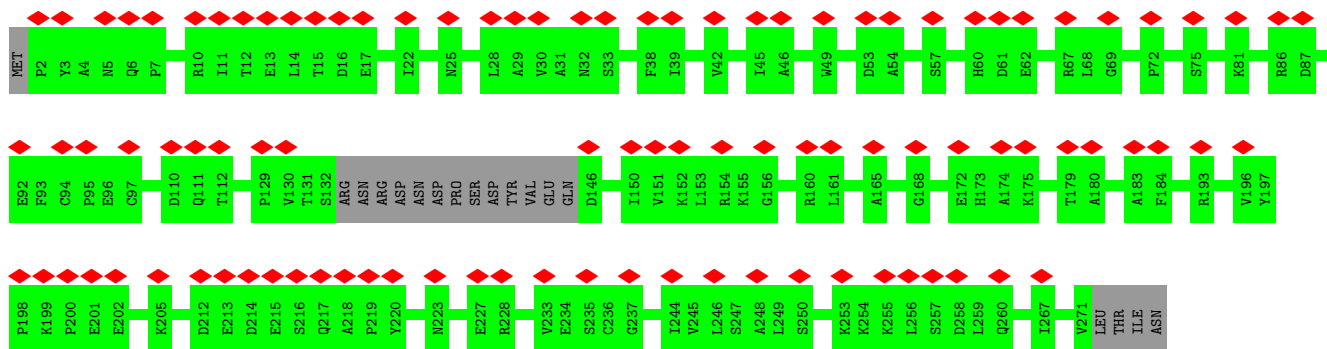 MET P2 Y3 A4 N5 Q6 P7 R10 I11 T12 E13 L14 T15 D16 E17 I22 N25 L28 A29 V30 A31 N32 S33 F38 I39 V42 I45 A46 W49 D53 A54 S57 H60 D61 E62 R67 L68 G69 P72 S75 K81 R86 D87
E92 F93 C94 P95 E96 C97 D110 Q111 T112 P129 V130 T131 S132 ARG ASN ARG ASP ASN ASP PRO SER ASP TYR VAL GLU GLN D146 I150 V151 K152 L153 R154 K155 G156 R160 L161 A165 G168 E172 H173 A174 K175 T179 A180 A183 F184 R193 V196 Y197
P198 K199 P200 E201 E202 K205 D212 E213 D214 E215 S216 Q217 A218 P219 Y220 N223 E227 R228 V233 E234 S235 C236 G237 I244 V245 L246 S247 A248 L249 S250 K253 K254 K255 L256 S257 D258 L259 Q260 I267 V271 LEU THR ILE ASN